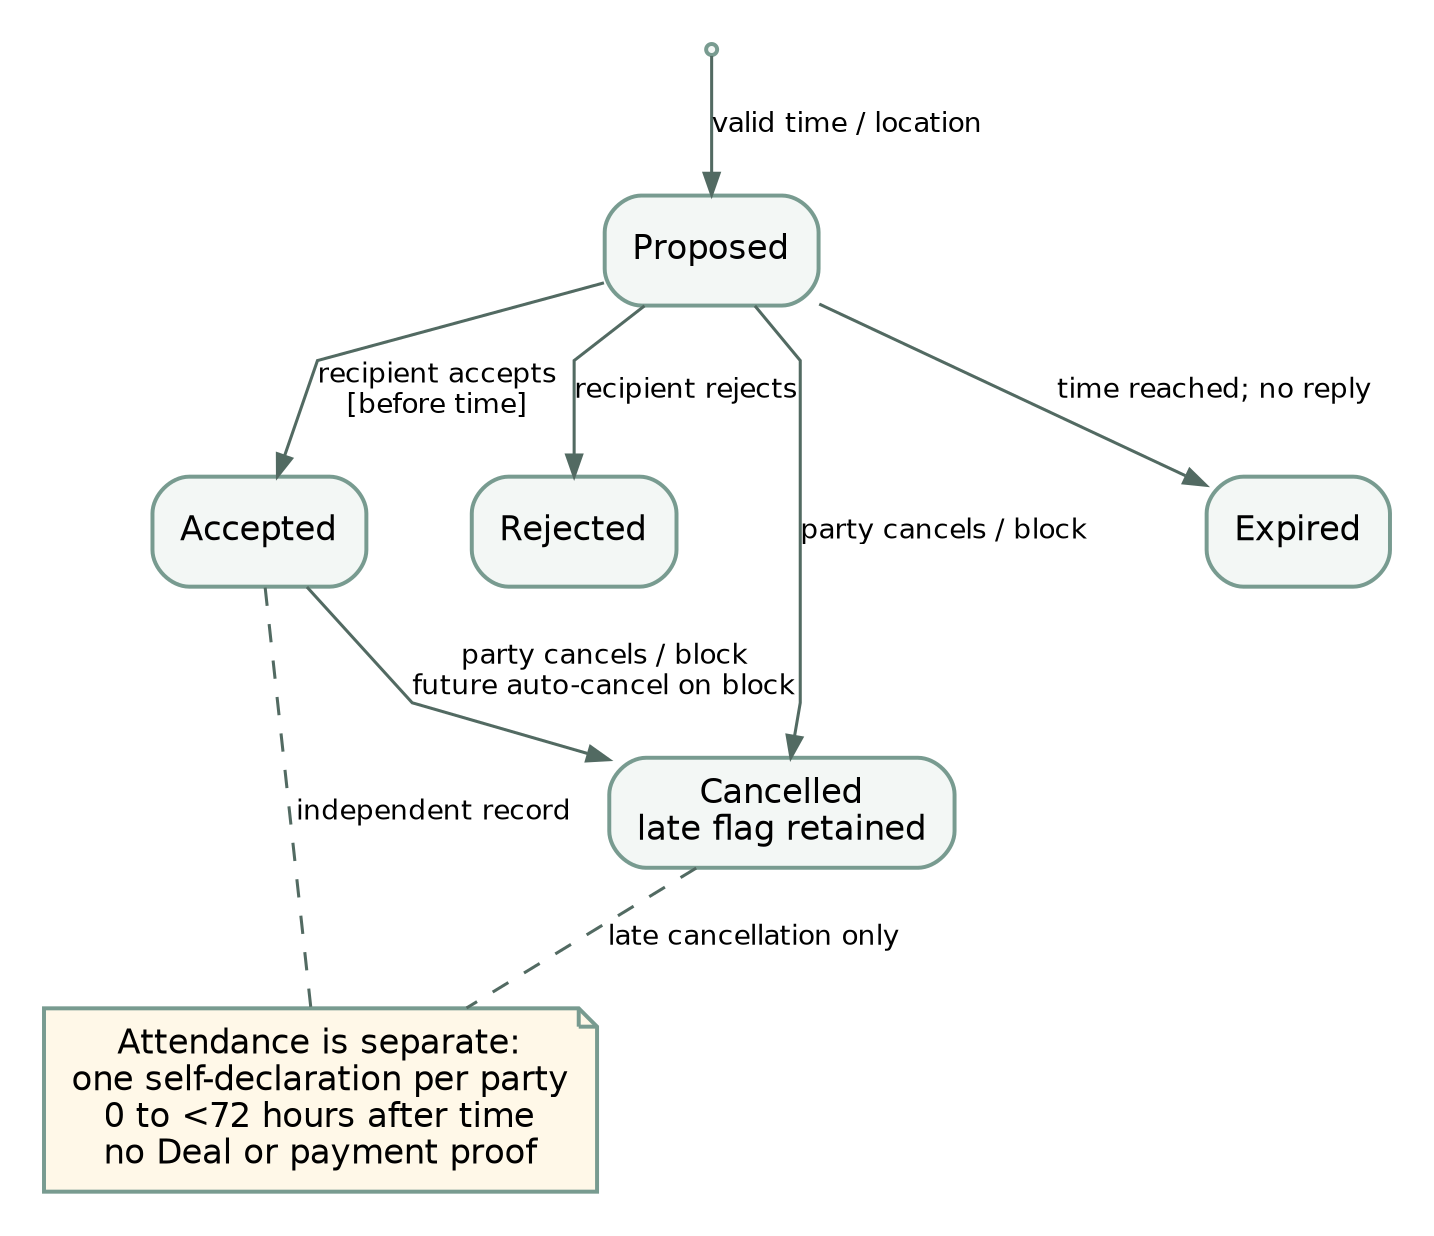 valid time / location
Proposed
recipient accepts
[before time]
recipient rejects
time reached; no reply
Accepted
Rejected
party cancels / block
Expired
party cancels / block
future auto-cancel on block
Cancelled
late flag retained
independent record
late cancellation only
Attendance is separate:
one self-declaration per party
0 to <72 hours after time
no Deal or payment proof